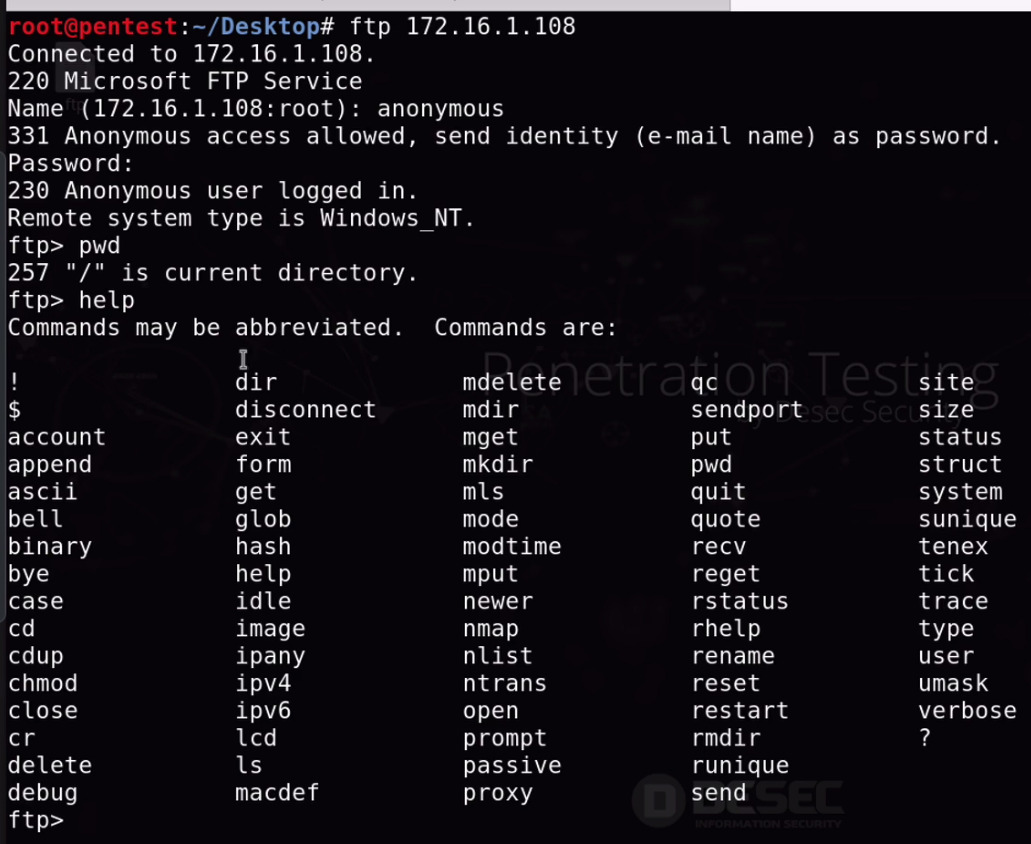 root@pentest:~/Desktop# ftp 172.16.1.108
Connected to 172.16.1.108.
220 Microsoft FTP Service
Name (172.16.1.108:root): anonymous
331 Anonymous access allowed, send identity (e-mail name) as password.
Password:
230 Anonymous user logged in.
Remote system type is Windows_NT.
ftp> pwd
257 "/" is current directory.
ftp> help
Commands may be abbreviated.  Commands are:
! dir mdelete qc site
$ disconnect mdir sendport size
account exit mget put status
append form mkdir pwd struct
ascii get mls quit system
bell glob mode quote sunique
binary hash modtime recv tenex
bye help mput reget tick
case idle newer rstatus trace
cd image nmap rhelp type
cdup ipany nlist rename user
chmod ipv4 ntrans reset umask
close ipv6 open restart verbose
cr lcd prompt rmdir ?
delete ls passive runique
debug macdef proxy send
ftp>
Penetration Testing
by Desec Security
DESEC
INFORMATION SECURITY